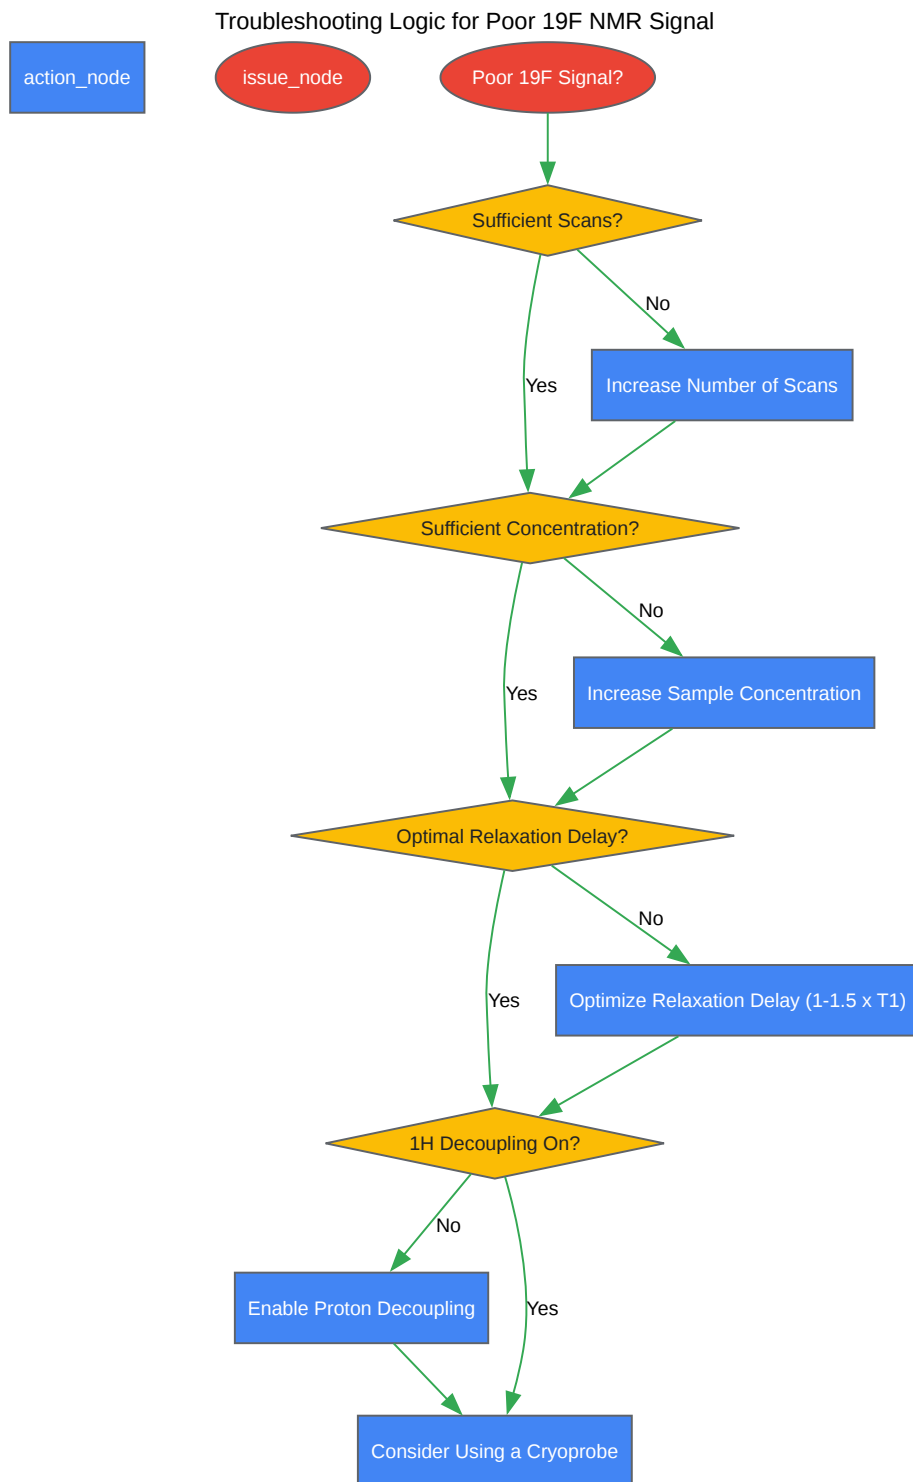 Troubleshooting Logic for Poor 19F NMR Signal
action_node
issue_node
Poor 19F Signal?
Sufficient Scans?
No
Yes
Increase Number of Scans
Sufficient Concentration?
No
Yes
Increase Sample Concentration
Optimal Relaxation Delay?
No
Yes
Optimize Relaxation Delay (1-1.5 x T1)
1H Decoupling On?
No
Enable Proton Decoupling
Yes
Consider Using a Cryoprobe